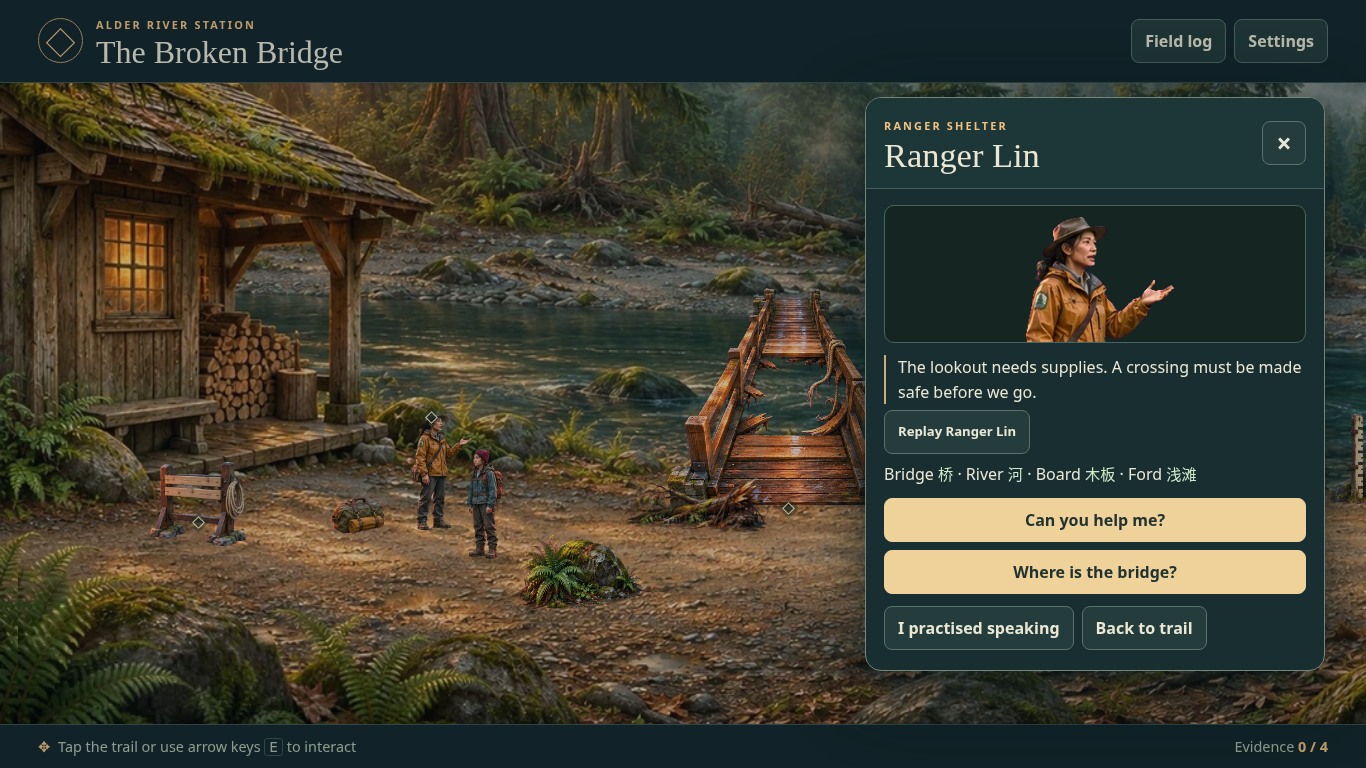 ALDER RIVER STATION
The Broken Bridge
Field log
Settings
RANGER SHELTER
Ranger Lin
×
The lookout needs supplies. A crossing must be made
safe before we go.
Replay Ranger Lin
Bridge 桥 · River 河 · Board 木板 · Ford 浅滩
Can you help me?
Where is the bridge?
I practised speaking
Back to trail
Tap the trail or use arrow keys E to interact
Evidence 0 / 4